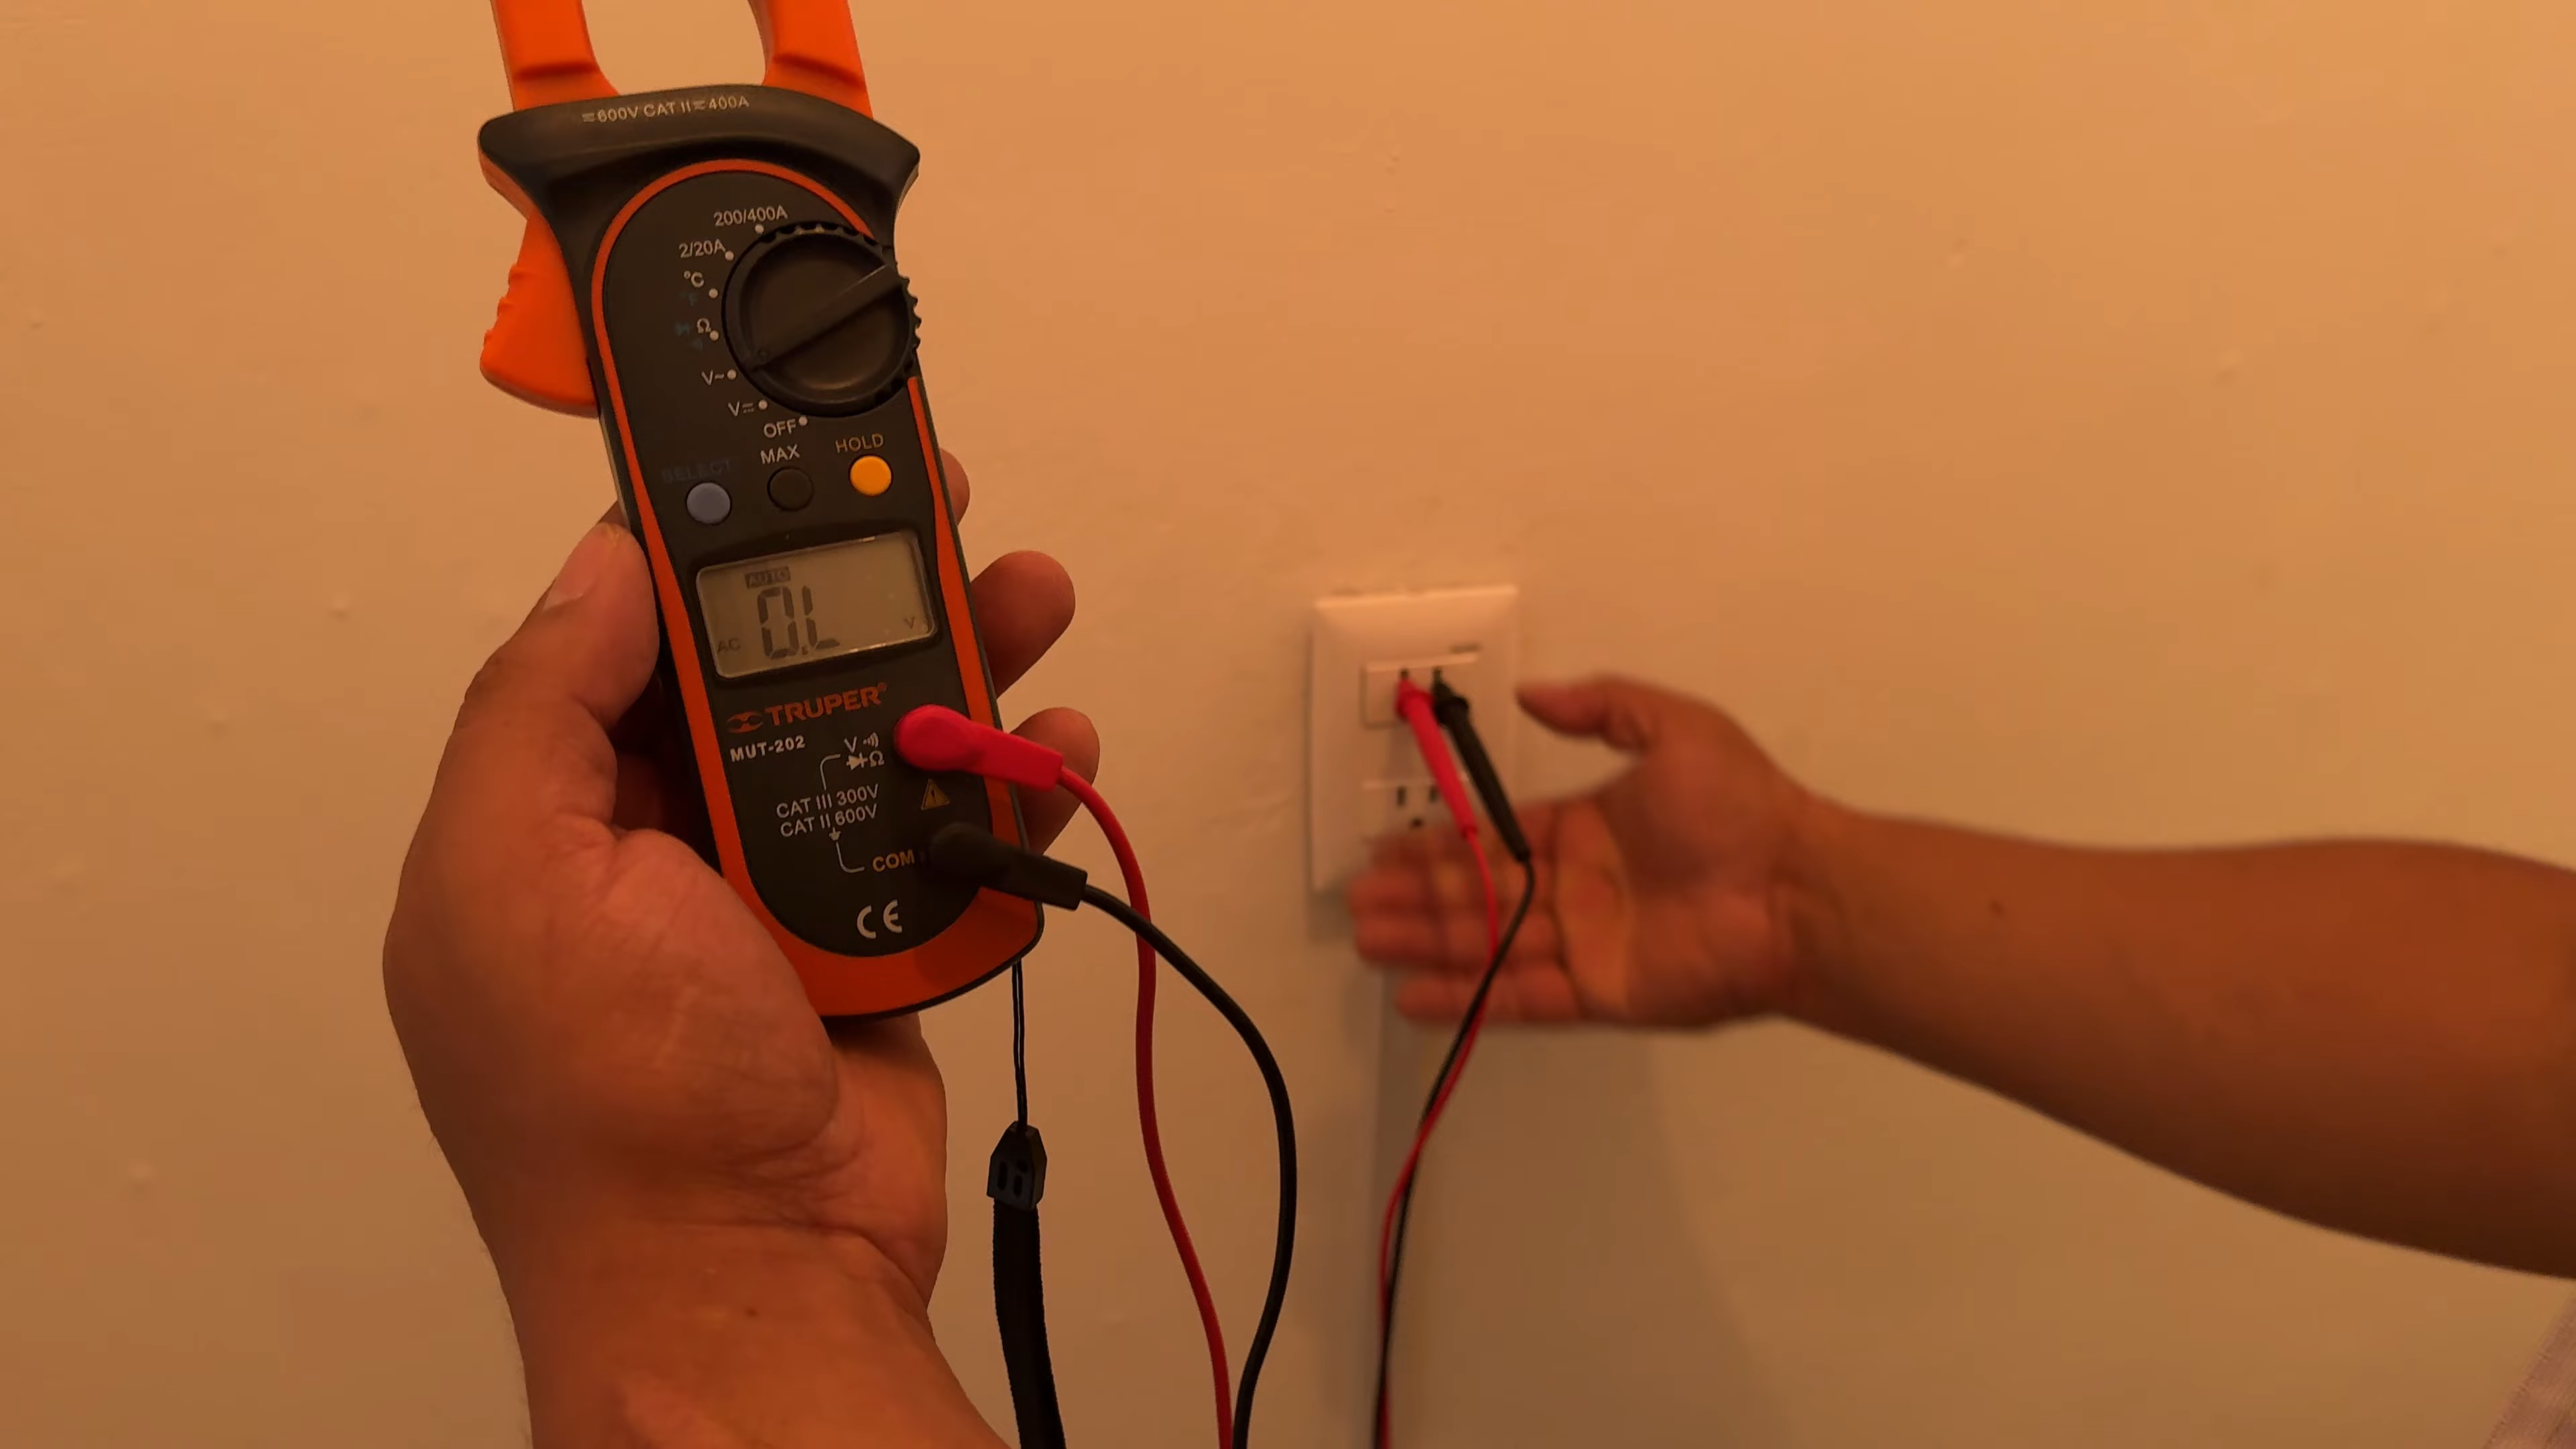 ≂600V CAT II≂400A
200/400A
2/20A
°C
°F
Ω
V~
V⎓
OFF
MAX
HOLD
SELECT
AUTO
AC
0.L
V
TRUPER®
MUT-202
V
Ω
CAT III 300V
CAT II 600V
COM
CE